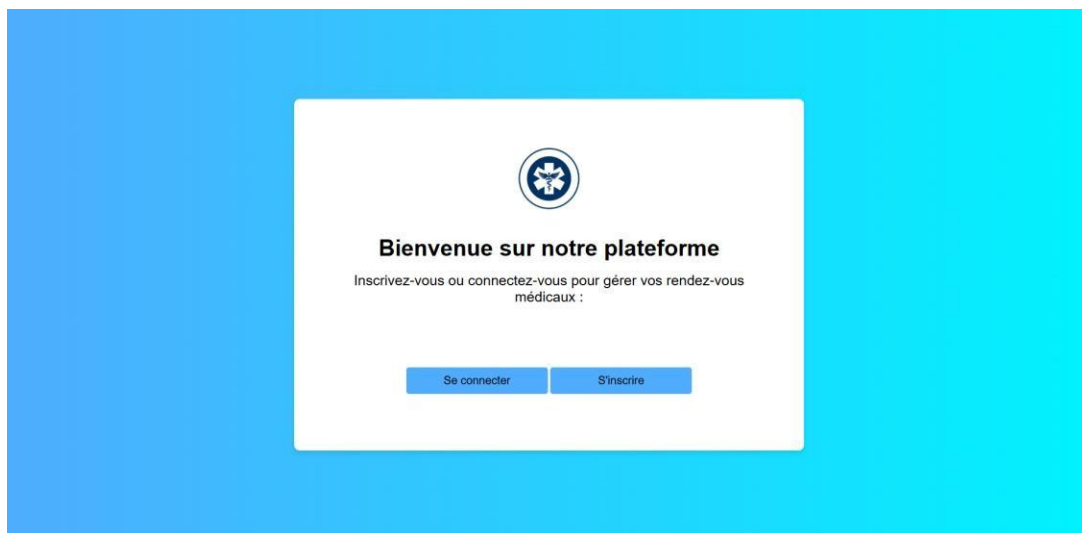 Bienvenue sur notre plateforme
Inscrivez-vous ou connectez-vous pour gérer vos rendez-vous
médicaux :
Se connecter
S'inscrire